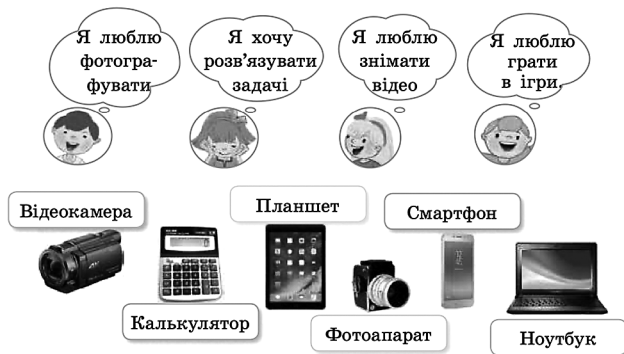 Я люблю
фотогра-
фувати
Я хочу
розв’язувати
задачі
Я люблю
знімати
відео
Я люблю
грати
в ігри.
Відеокамера
Планшет
Смартфон
Калькулятор
Фотоапарат
Ноутбук